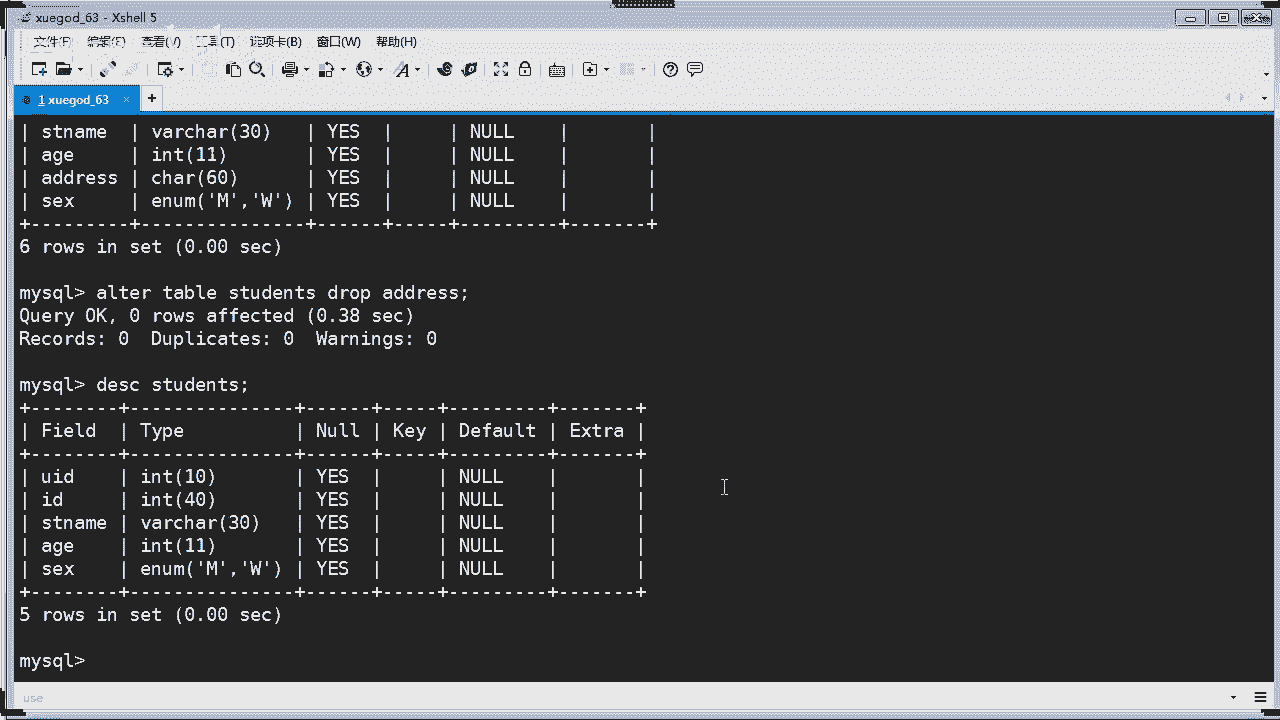 xuegod_63 - Xshell 5
文件(F) 编辑(E) 查看(V) 工具(T) 选项卡(B) 窗口(W) 帮助(H)
1 xuegod_63 × +
| stname  | varchar(30)   | YES  |     | NULL    |       |
| age     | int(11)       | YES  |     | NULL    |       |
| address | char(60)      | YES  |     | NULL    |       |
| sex     | enum('M','W') | YES  |     | NULL    |       |
+---------+---------------+------+-----+---------+-------+
6 rows in set (0.00 sec)
mysql> alter table students drop address;
Query OK, 0 rows affected (0.38 sec)
Records: 0  Duplicates: 0  Warnings: 0
mysql> desc students;
+--------+---------------+------+-----+---------+-------+
| Field  | Type          | Null | Key | Default | Extra |
+--------+---------------+------+-----+---------+-------+
| uid    | int(10)       | YES  |     | NULL    |       |
| id     | int(40)       | YES  |     | NULL    |       |
| stname | varchar(30)   | YES  |     | NULL    |       |
| age    | int(11)       | YES  |     | NULL    |       |
| sex    | enum('M','W') | YES  |     | NULL    |       |
+--------+---------------+------+-----+---------+-------+
5 rows in set (0.00 sec)
mysql>
use